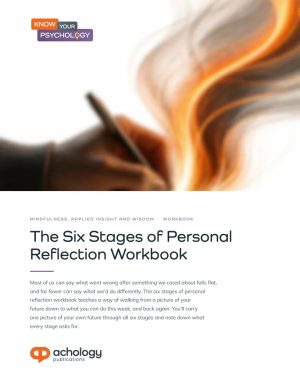 KNOW YOUR
PSYCHOLOGY
MINDFULNESS, APPLIED INSIGHT AND WISDOM · WORKBOOK
The Six Stages of Personal
Reflection Workbook
Most of us can say what went wrong after something we cared about falls flat,
and far fewer can say what we'd do differently. The six stages of personal
reflection workbook teaches a way of walking from a picture of your
future down to what you can do this week, and back again. You'll carry
one picture of your own future through all six stages and note down what
every stage asks for.
achology
publications